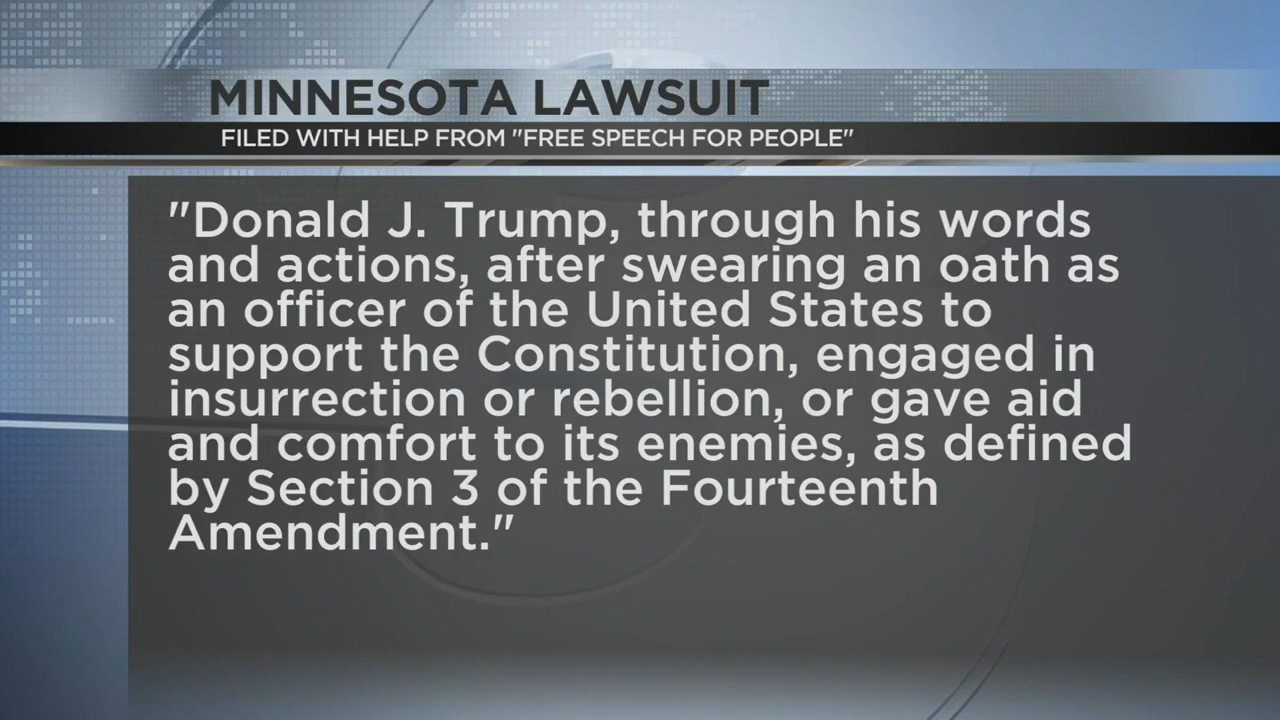 MINNESOTA LAWSUIT
FILED WITH HELP FROM "FREE SPEECH FOR PEOPLE"
"Donald J. Trump, through his words
and actions, after swearing an oath as
an officer of the United States to
support the Constitution, engaged in
insurrection or rebellion, or gave aid
and comfort to its enemies, as defined
by Section 3 of the Fourteenth
Amendment."